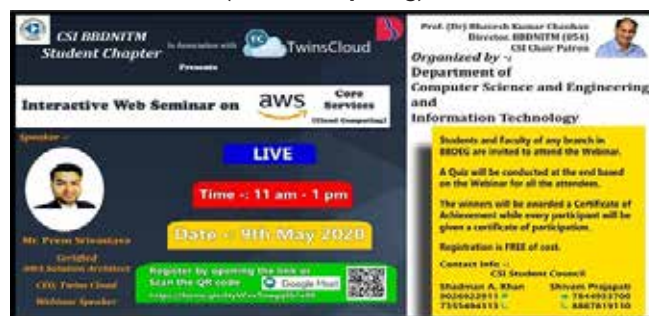 CSI BBDNITM
Student Chapter
In Association with
TwinsCloud
Presents
Interactive Web Seminar on
aws
Core
Services
(Cloud Computing)
Speaker :-
LIVE
Time -: 11 am - 1 pm
Date -: 9th May 2020
Mr. Prem Srivastava
Certified
AWS Solution Architect
CEO, Twins Cloud
Webinar Speaker
Register by opening the link or
Scan the QR code
Google Meet
Prof. (Dr) Bhavesh Kumar Chauhan
Director, BBDNITM (054)
CSI Chair Patron
Organized by -:
Department of
Computer Science and Engineering
and
Information Technology
Students and Faculty of any branch in
BBDEG are invited to attend the Webinar.
A Quiz will be conducted at the end based
on the Webinar for all the attendees.
The winners will be awarded a Certificate of
Achievement while every participant will be
given a certificate of participation.
Registration is FREE of cost.
Contact Info -:
CSI Student Council
Shadman A. Khan
Shivam Prajapati